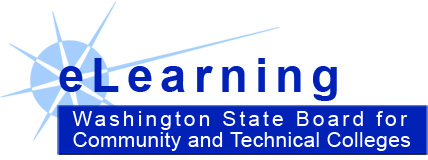 eLearning
Washington State Board for
Community and Technical Colleges